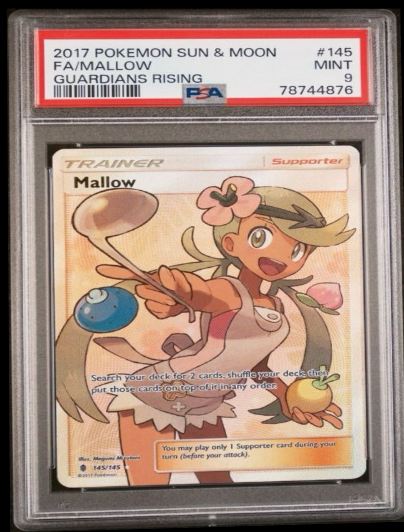 2017 POKEMON SUN & MOON #145
FA/MALLOW MINT
GUARDIANS RISING 9
PSA 78744876
TRAINER Supporter
Mallow
Search your deck for 2 cards, shuffle your deck, then
put those cards on top of it in any order.
You may play only 1 Supporter card during your
turn (before your attack).
Illus. Megumi Mizutani
145/145
©2017 Pokémon